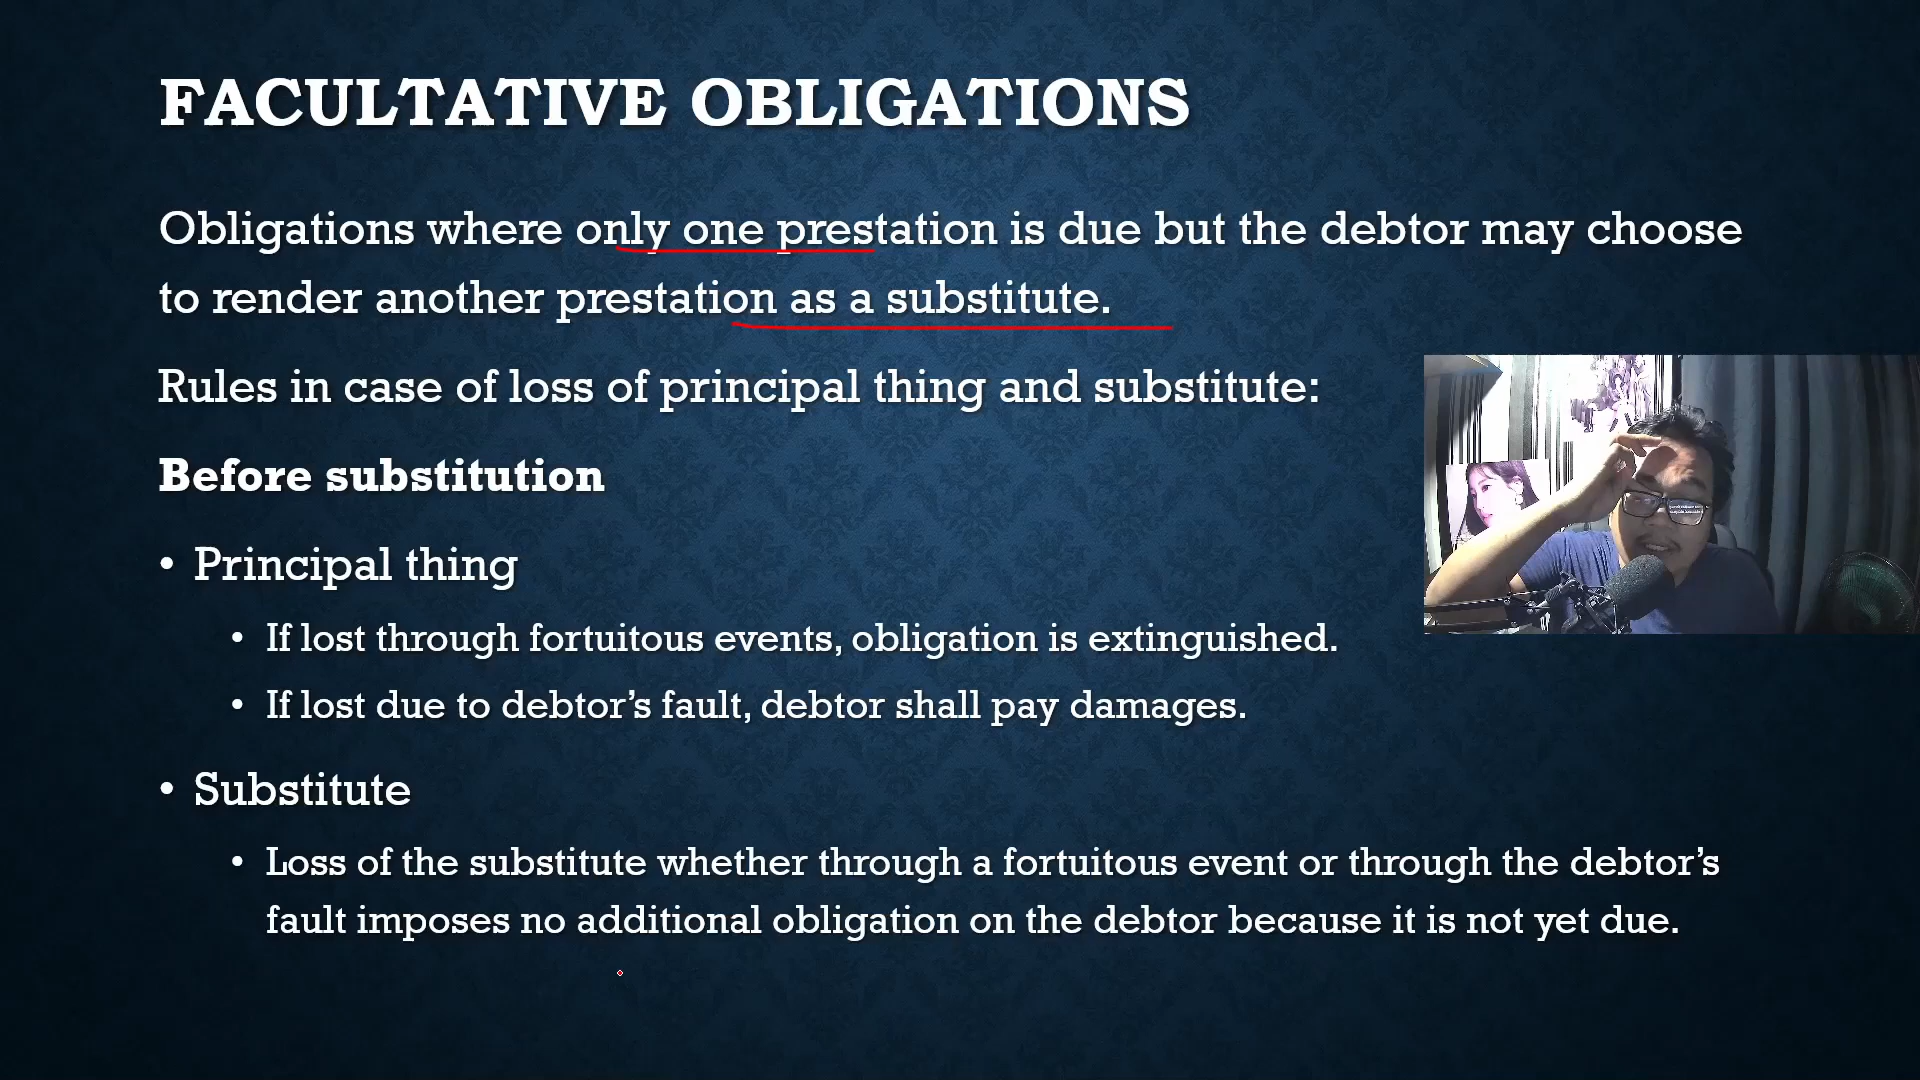 FACULTATIVE OBLIGATIONS
Obligations where only one prestation is due but the debtor may choose
to render another prestation as a substitute.
Rules in case of loss of principal thing and substitute:
Before substitution
• Principal thing
• If lost through fortuitous events, obligation is extinguished.
• If lost due to debtor’s fault, debtor shall pay damages.
• Substitute
• Loss of the substitute whether through a fortuitous event or through the debtor’s
fault imposes no additional obligation on the debtor because it is not yet due.